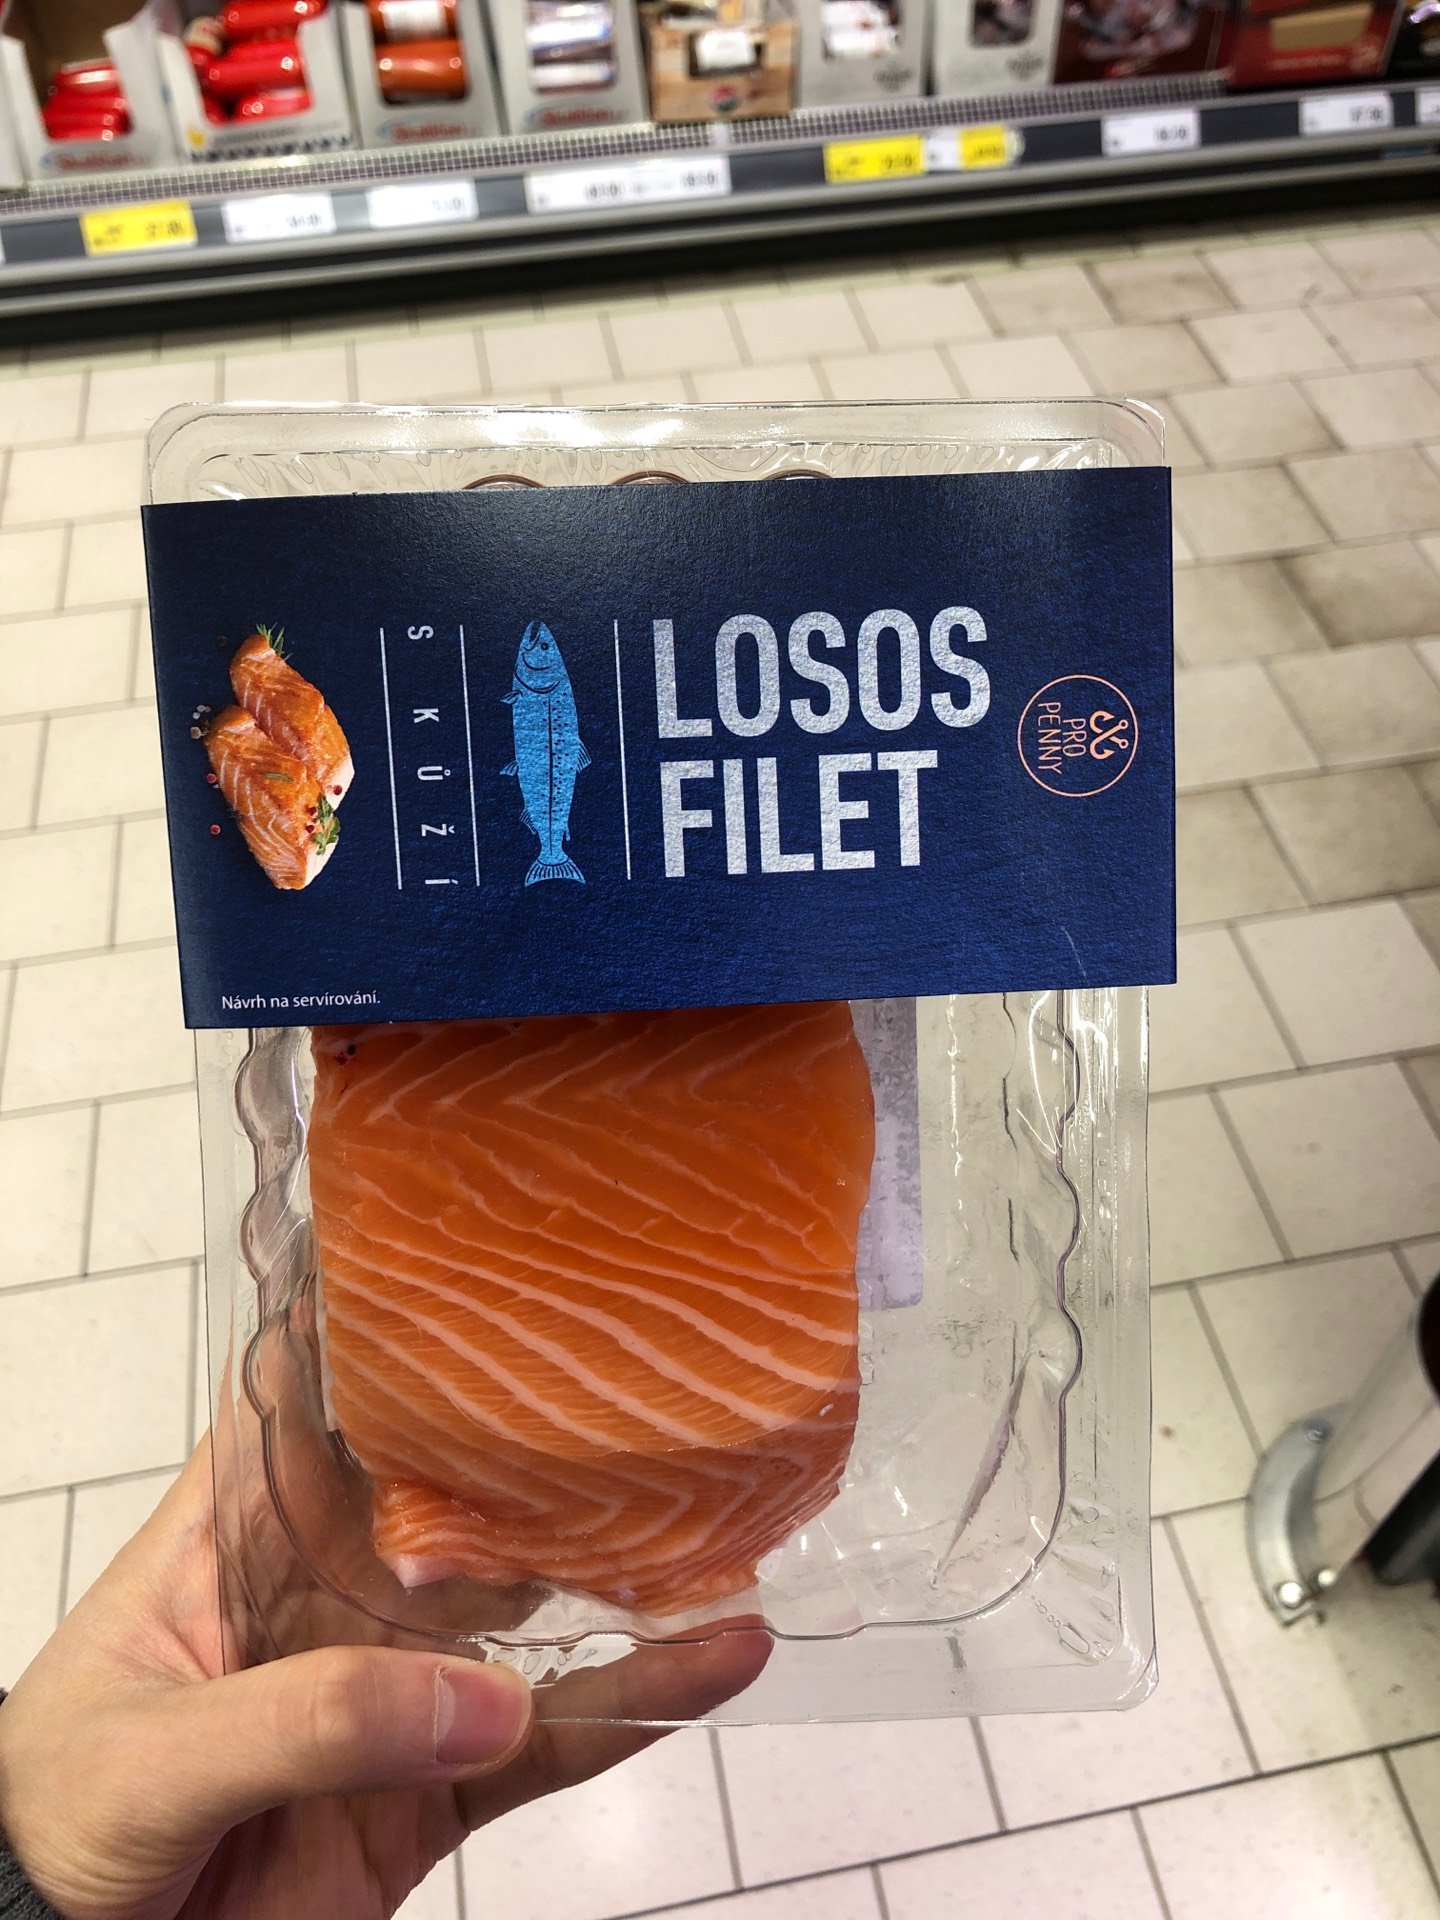 LOSOS
FILET
S KŮŽÍ
PRO
PENNY
Návrh na servírování.